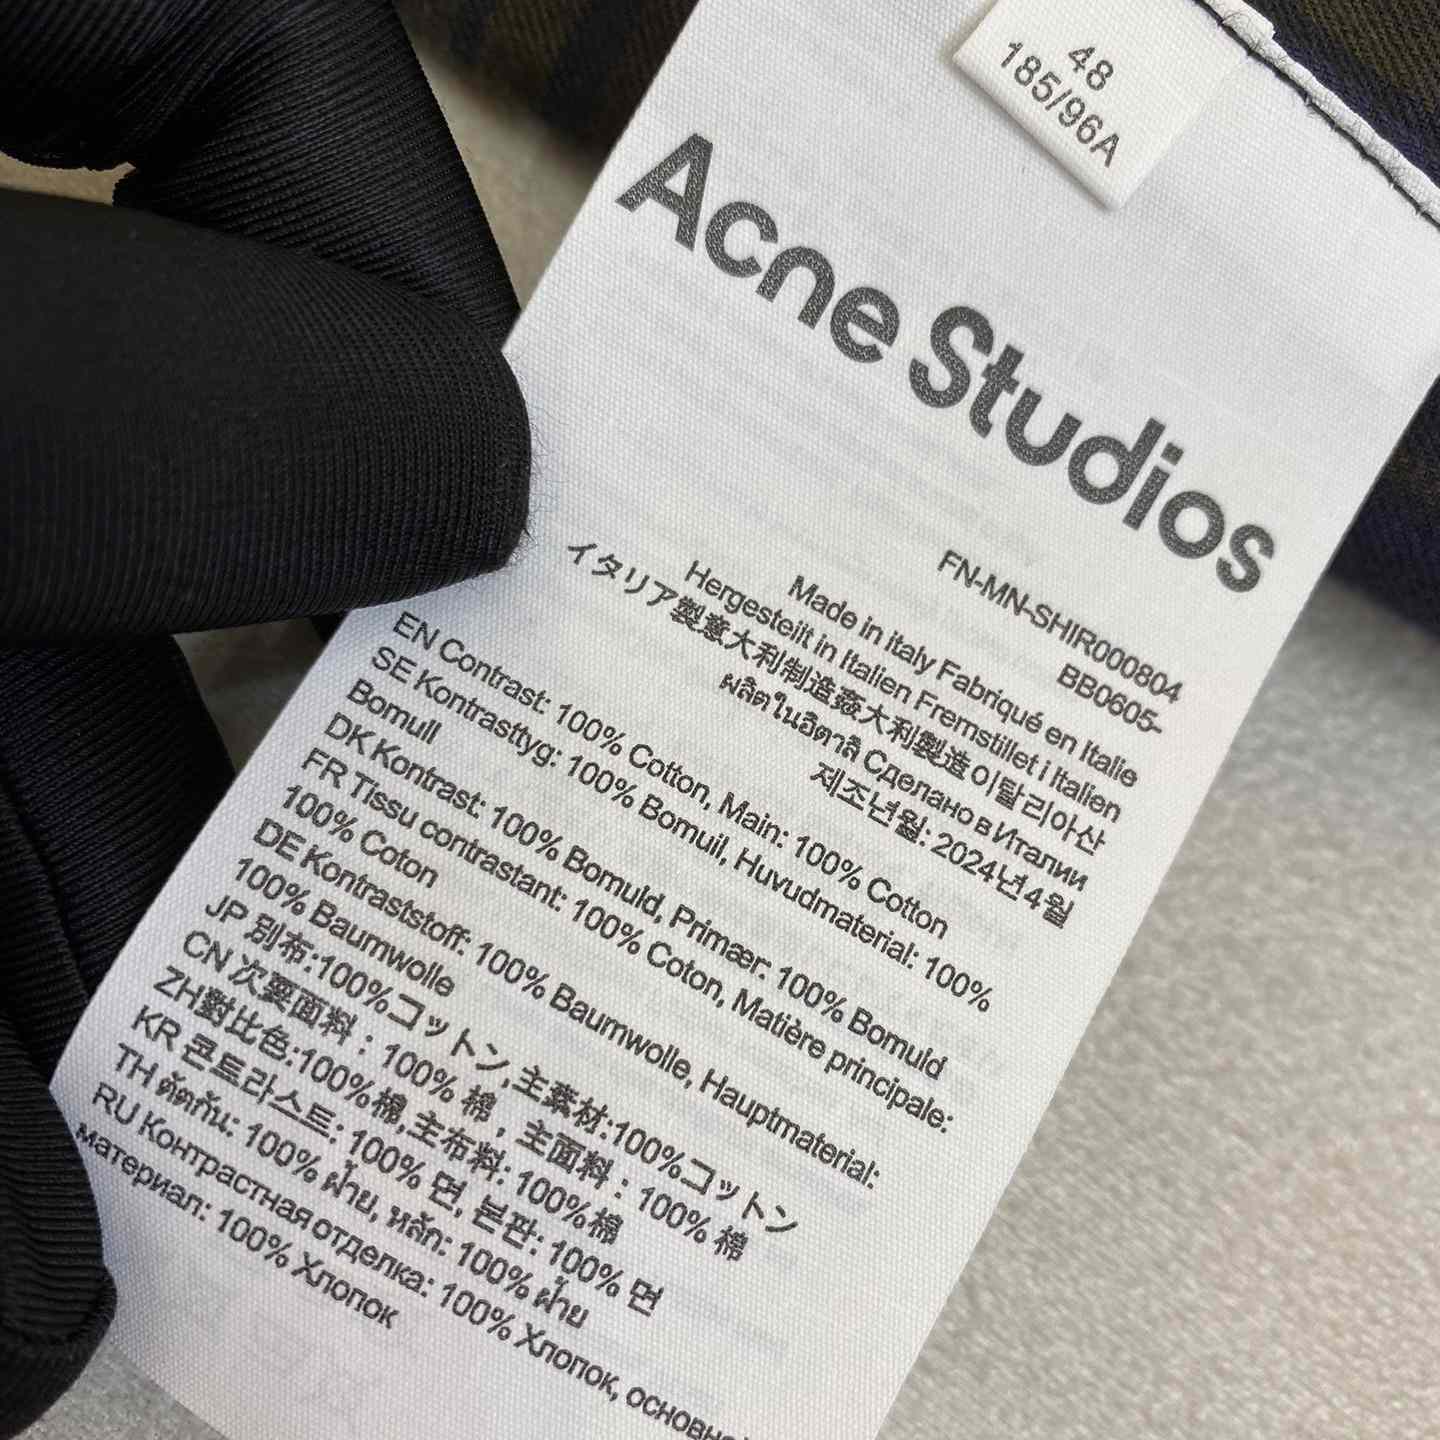 48
185/96A
Acne Studios
FN-MN-SHIR000804
BB0605-
Made in italy Fabriqué en Italie
Hergesteiit in Italien Fremstillet i Italien
イタリア製意大利制造意大利製造이탈리아산
ผลิตในอิตาลี Сделано в Италии
제조년월: 2024년4월
EN Contrast: 100% Cotton, Main: 100% Cotton
SE Kontrasttyg: 100% Bomuil, Huvudmaterial: 100%
Bomull
DK Kontrast: 100% Bomuld, Primær: 100% Bomuld
FR Tissu contrastant: 100% Coton, Matière principale:
100% Coton
DE Kontraststoff: 100% Baumwolle, Hauptmaterial:
100% Baumwolle
JP 別布:100%コットン,主素材:100%コットン
CN 次要面料：100% 棉，主面料：100% 棉
ZH對比色:100%棉,主布料: 100%棉
KR 콘트라스트: 100% 면, 본판: 100% 면
TH ตัดกัน: 100% ฝ้าย, หลัก: 100% ฝ้าย
RU Контрастная отделка: 100% Хлопок, основно
материал: 100% Хлопок